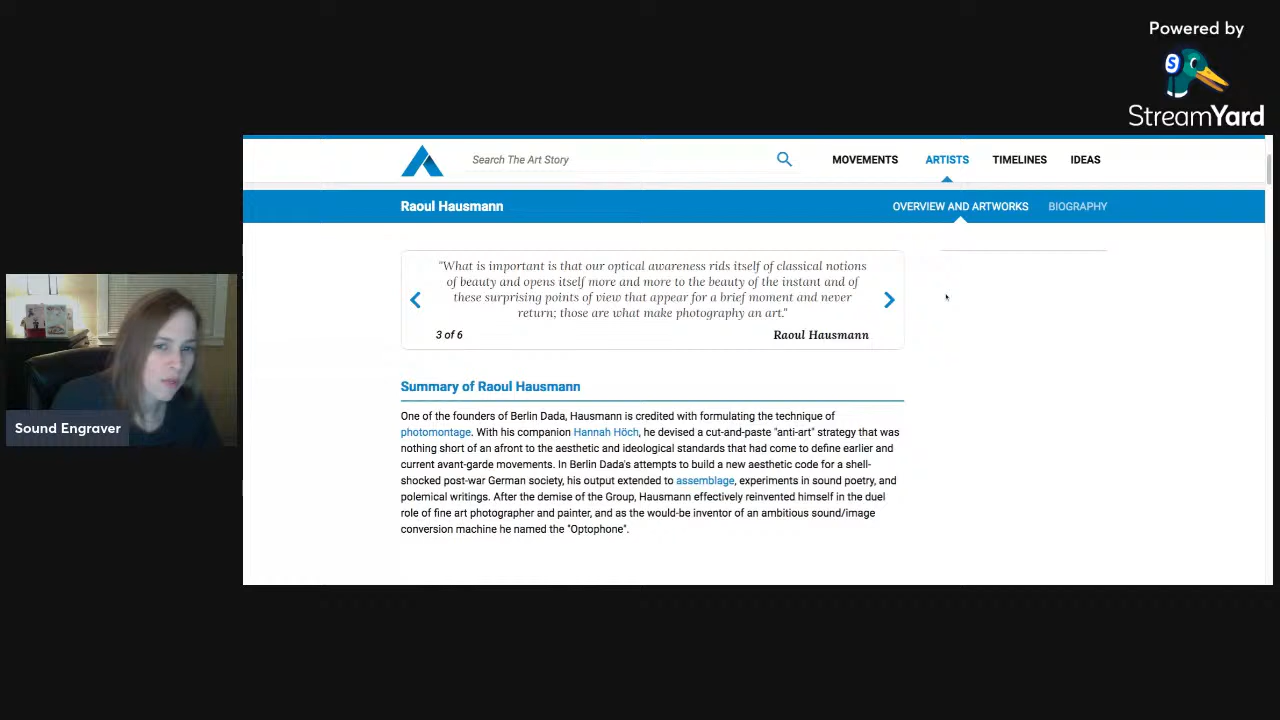 Powered by
S
StreamYard
Search The Art Story
MOVEMENTS
ARTISTS
TIMELINES
IDEAS
Raoul Hausmann
OVERVIEW AND ARTWORKS
BIOGRAPHY
"What is important is that our optical awareness rids itself of classical notions
of beauty and opens itself more and more to the beauty of the instant and of
these surprising points of view that appear for a brief moment and never
return; those are what make photography an art."
3 of 6
Raoul Hausmann
Summary of Raoul Hausmann
One of the founders of Berlin Dada, Hausmann is credited with formulating the technique of
photomontage. With his companion Hannah Höch, he devised a cut-and-paste "anti-art" strategy that was
nothing short of an afront to the aesthetic and ideological standards that had come to define earlier and
current avant-garde movements. In Berlin Dada's attempts to build a new aesthetic code for a shell-
shocked post-war German society, his output extended to assemblage, experiments in sound poetry, and
polemical writings. After the demise of the Group, Hausmann effectively reinvented himself in the duel
role of fine art photographer and painter, and as the would-be inventor of an ambitious sound/image
conversion machine he named the "Optophone".
Sound Engraver